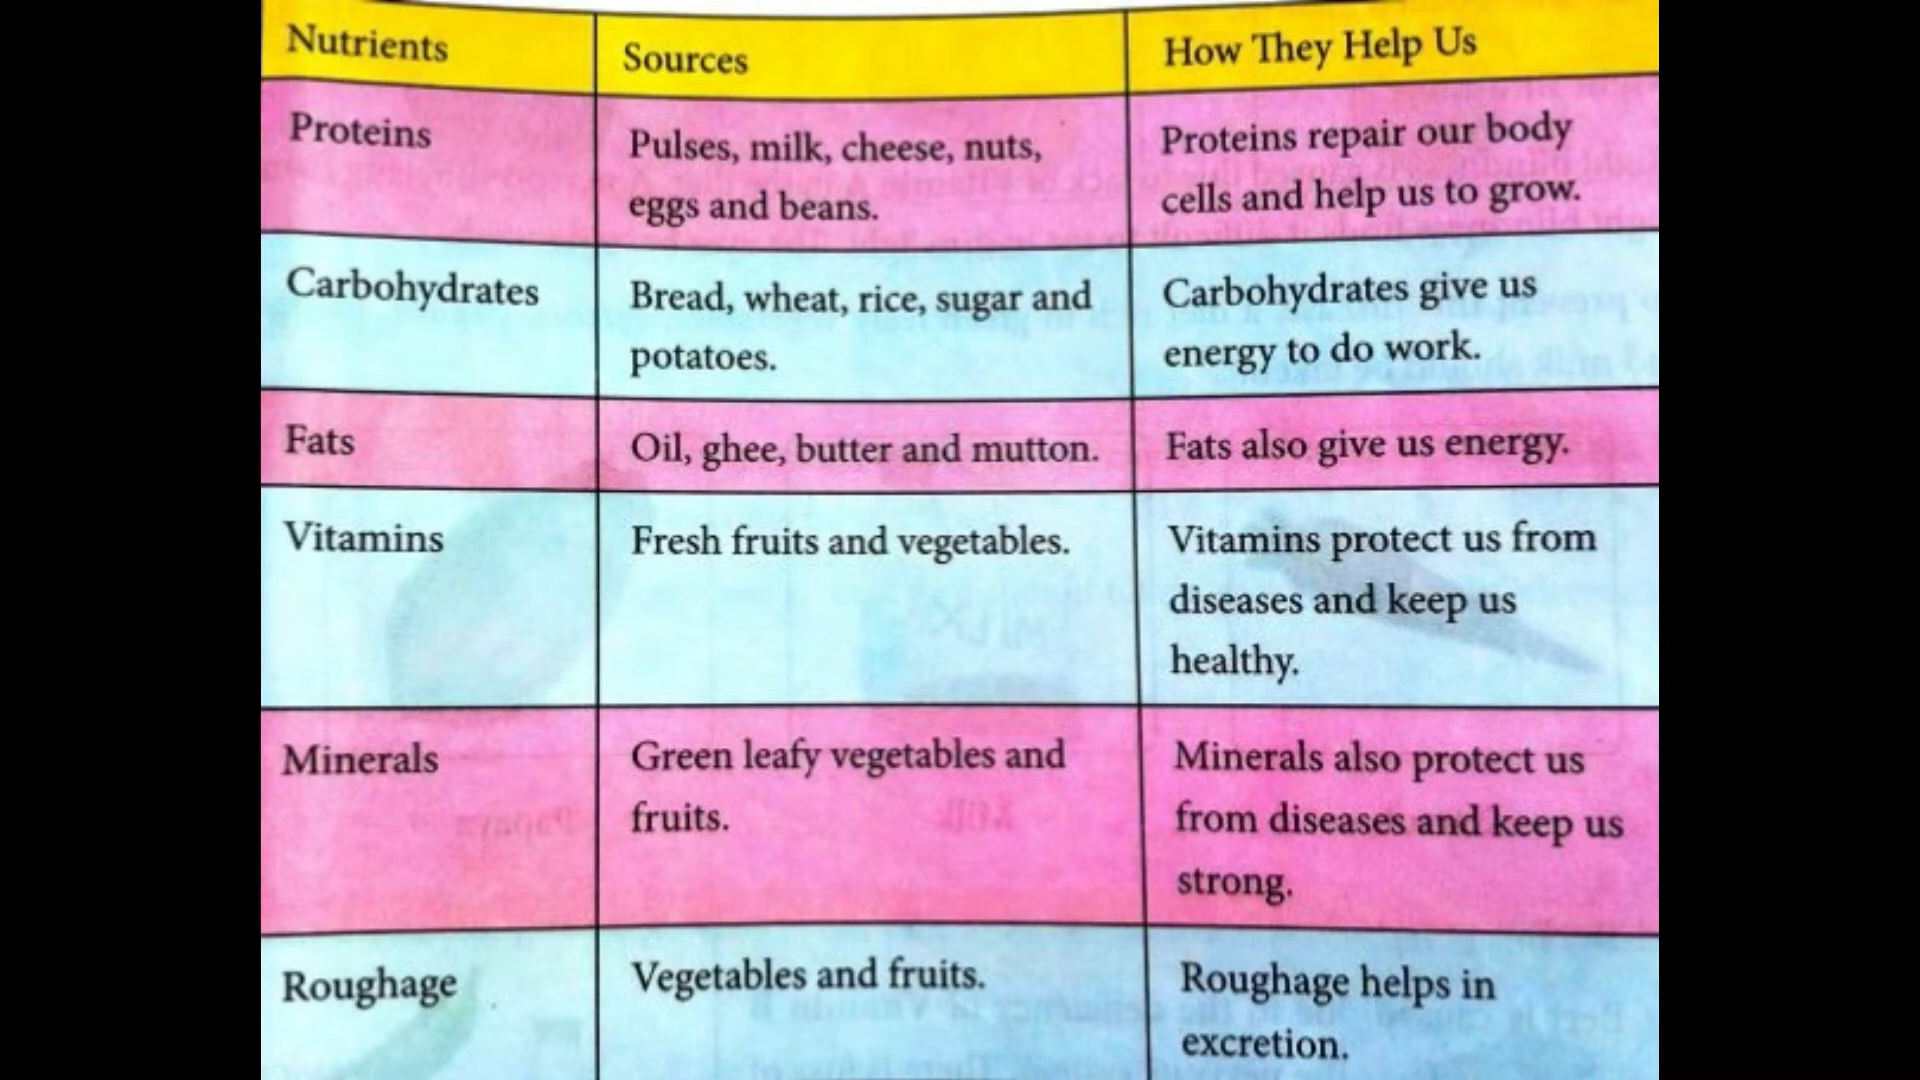 Nutrients Sources How They Help Us
Proteins Pulses, milk, cheese, nuts, Proteins repair our body
eggs and beans. cells and help us to grow.
Carbohydrates Bread, wheat, rice, sugar and Carbohydrates give us
potatoes. energy to do work.
Fats Oil, ghee, butter and mutton. Fats also give us energy.
Vitamins Fresh fruits and vegetables. Vitamins protect us from
diseases and keep us
healthy.
Minerals Green leafy vegetables and Minerals also protect us
fruits. from diseases and keep us
strong.
Roughage Vegetables and fruits. Roughage helps in
excretion.